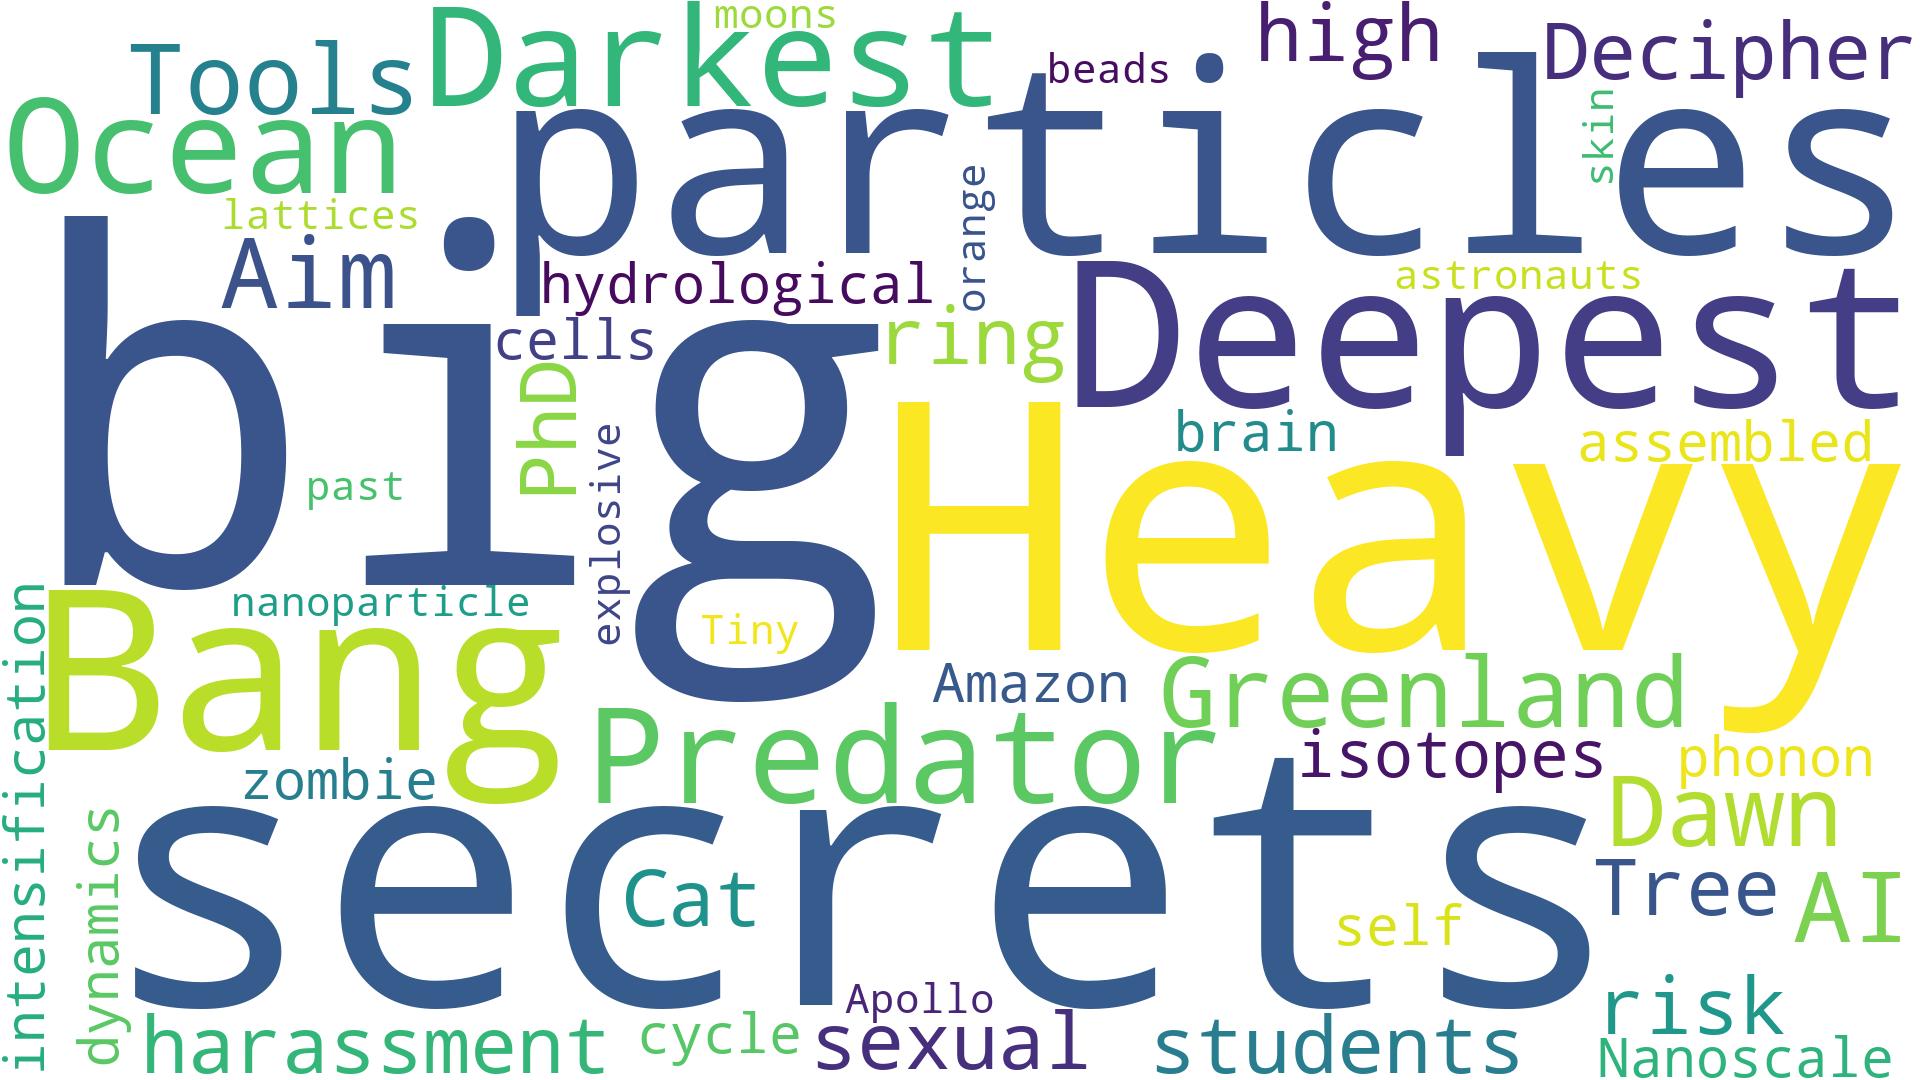 moons
Darkest
high
Tools
beads
Decipher
particles
Ocean
skin
lattices
orange
Aim
hydrological
astronauts
Deepest
cells
ring
big
PhD
brain
assembled
Heavy
past
explosive
nanoparticle
Tiny
Bang
Amazon
Greenland
intensification
Predator
isotopes
phonon
zombie
Dawn
dynamics
secrets
Cat
Tree
AI
self
Apollo
risk
harassment
cycle
sexual
students
Nanoscale